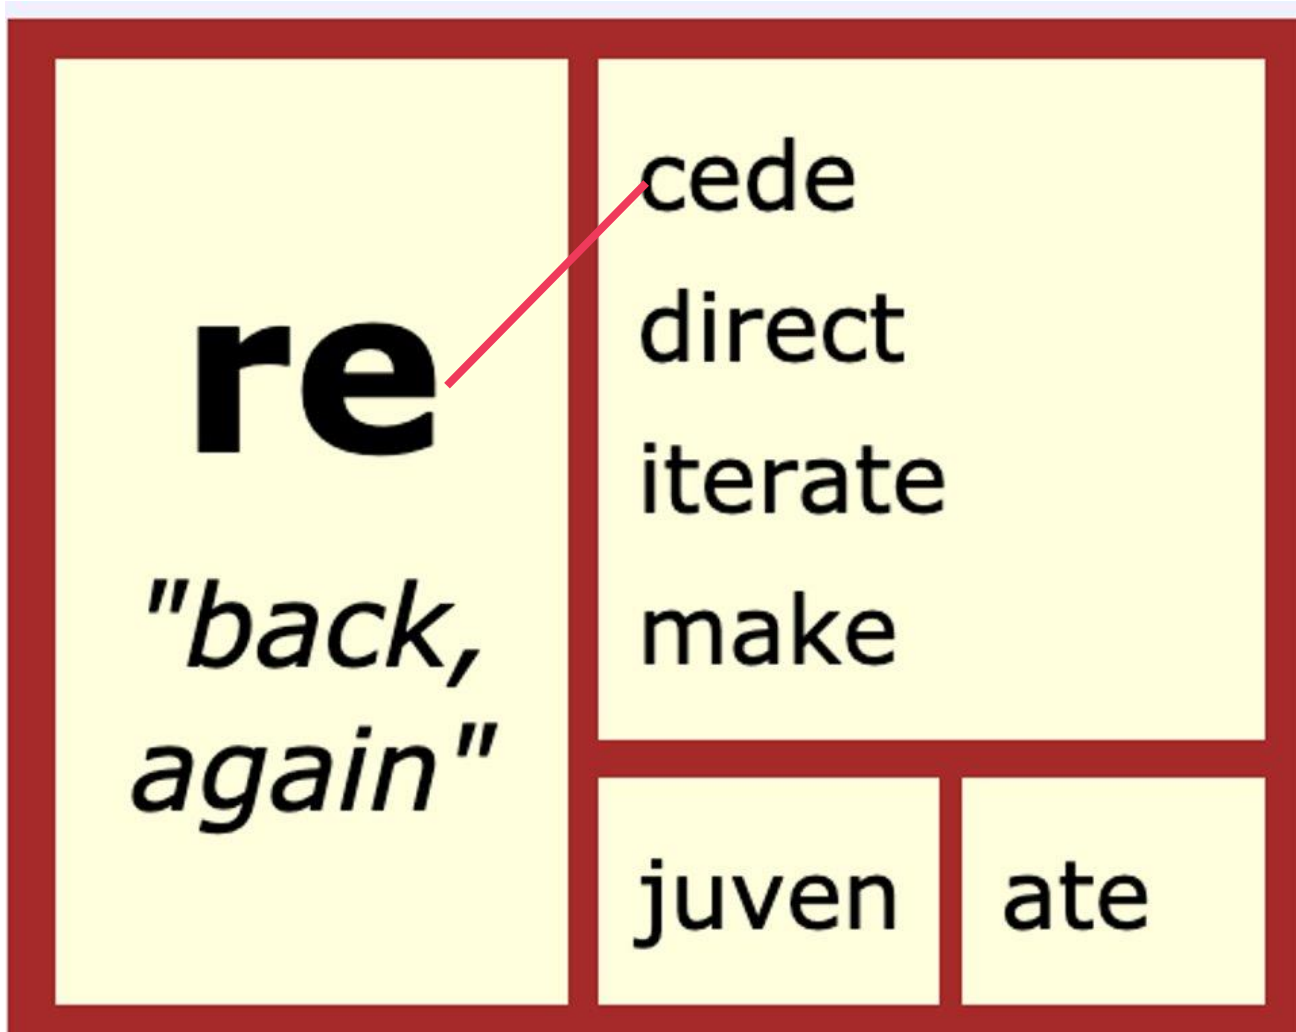 re
"back,
again"
cede
direct
iterate
make
juven
ate